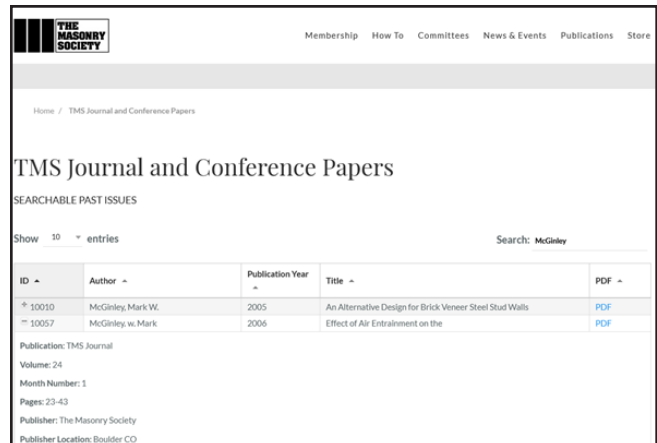 THE
MASONRY
SOCIETY
Membership How To Committees News & Events Publications Store
Home / TMS Journal and Conference Papers
TMS Journal and Conference Papers
SEARCHABLE PAST ISSUES
Show 10 entries Search: McGinley
ID Author Publication Year Title PDF
+ 10010 McGinley, Mark W. 2005 An Alternative Design for Brick Veneer Steel Stud Walls PDF
− 10057 McGinley. w. Mark 2006 Effect of Air Entrainment on the PDF
Publication: TMS Journal
Volume: 24
Month Number: 1
Pages: 23-43
Publisher: The Masonry Society
Publisher Location: Boulder CO